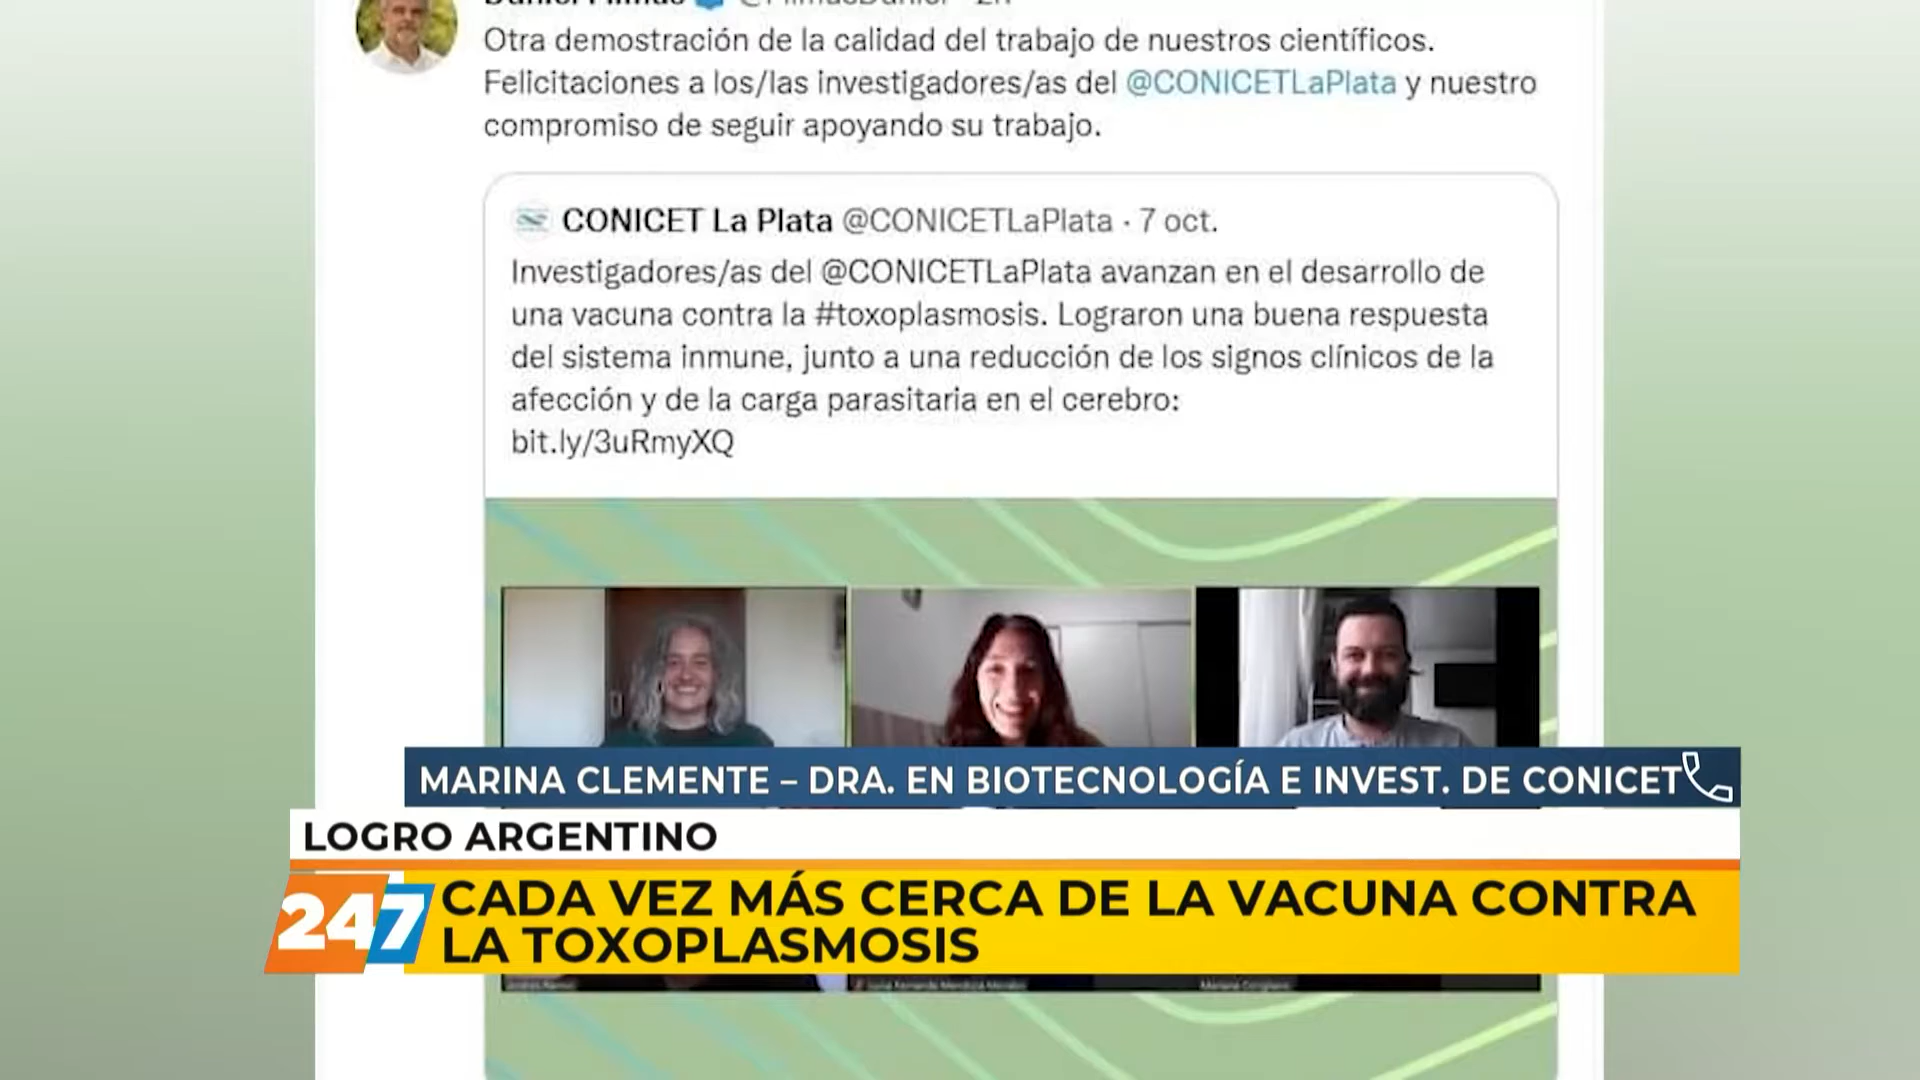 Daniel Filmus @FilmusDaniel · 2h
Otra demostración de la calidad del trabajo de nuestros científicos.
Felicitaciones a los/las investigadores/as del @CONICETLaPlata y nuestro
compromiso de seguir apoyando su trabajo.
CONICET La Plata @CONICETLaPlata · 7 oct.
Investigadores/as del @CONICETLaPlata avanzan en el desarrollo de
una vacuna contra la #toxoplasmosis. Lograron una buena respuesta
del sistema inmune, junto a una reducción de los signos clínicos de la
afección y de la carga parasitaria en el cerebro:
bit.ly/3uRmyXQ
MARINA CLEMENTE – DRA. EN BIOTECNOLOGÍA E INVEST. DE CONICET
LOGRO ARGENTINO
247
CADA VEZ MÁS CERCA DE LA VACUNA CONTRA
LA TOXOPLASMOSIS